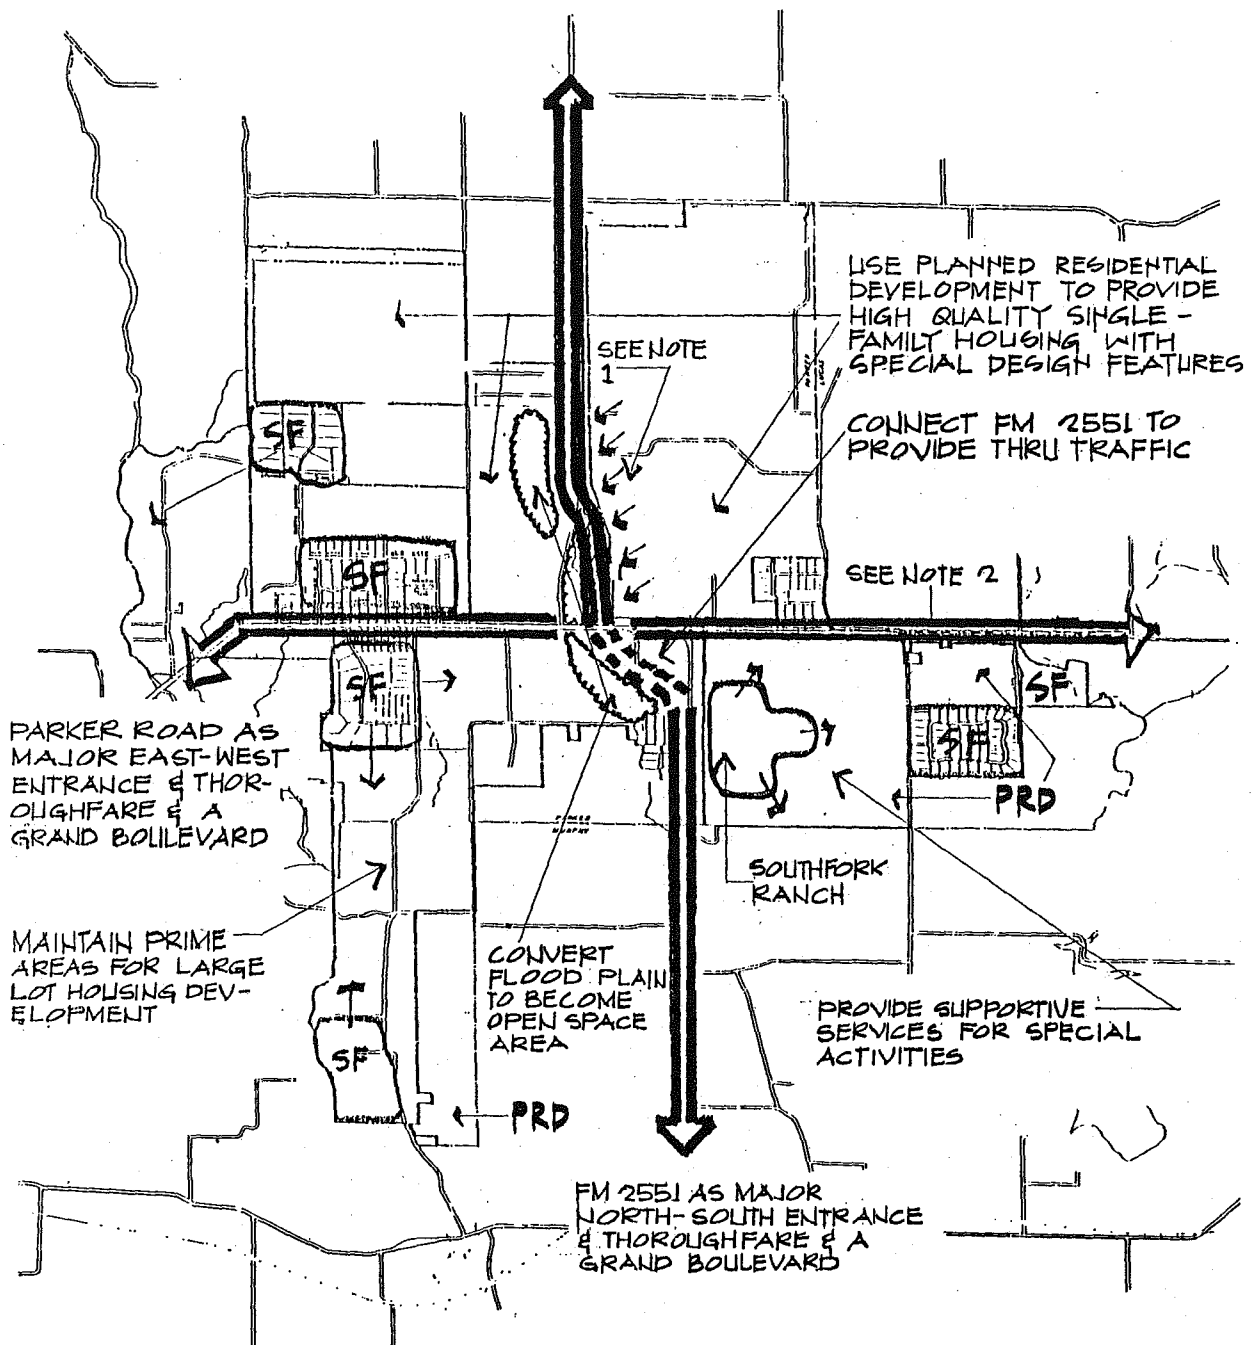 USE PLANNED RESIDENTIAL
DEVELOPMENT TO PROVIDE
HIGH QUALITY SINGLE-
FAMILY HOUSING WITH
SPECIAL DESIGN FEATURES
SEE NOTE
1
CONNECT FM 2551 TO
PROVIDE THRU TRAFFIC
SF
SF
SEE NOTE 2
SF
SF
SF
PARKER ROAD AS
MAJOR EAST-WEST
ENTRANCE & THOR-
OUGHFARE & A
GRAND BOULEVARD
PRD
PARKER
MURPHY
SOUTHFORK
RANCH
MAINTAIN PRIME
AREAS FOR LARGE
LOT HOUSING DEV-
ELOPMENT
CONVERT
FLOOD PLAIN
TO BECOME
OPEN SPACE
AREA
PROVIDE SUPPORTIVE
SERVICES FOR SPECIAL
ACTIVITIES
SF
PRD
FM 2551 AS MAJOR
NORTH-SOUTH ENTRANCE
& THOROUGHFARE & A
GRAND BOULEVARD